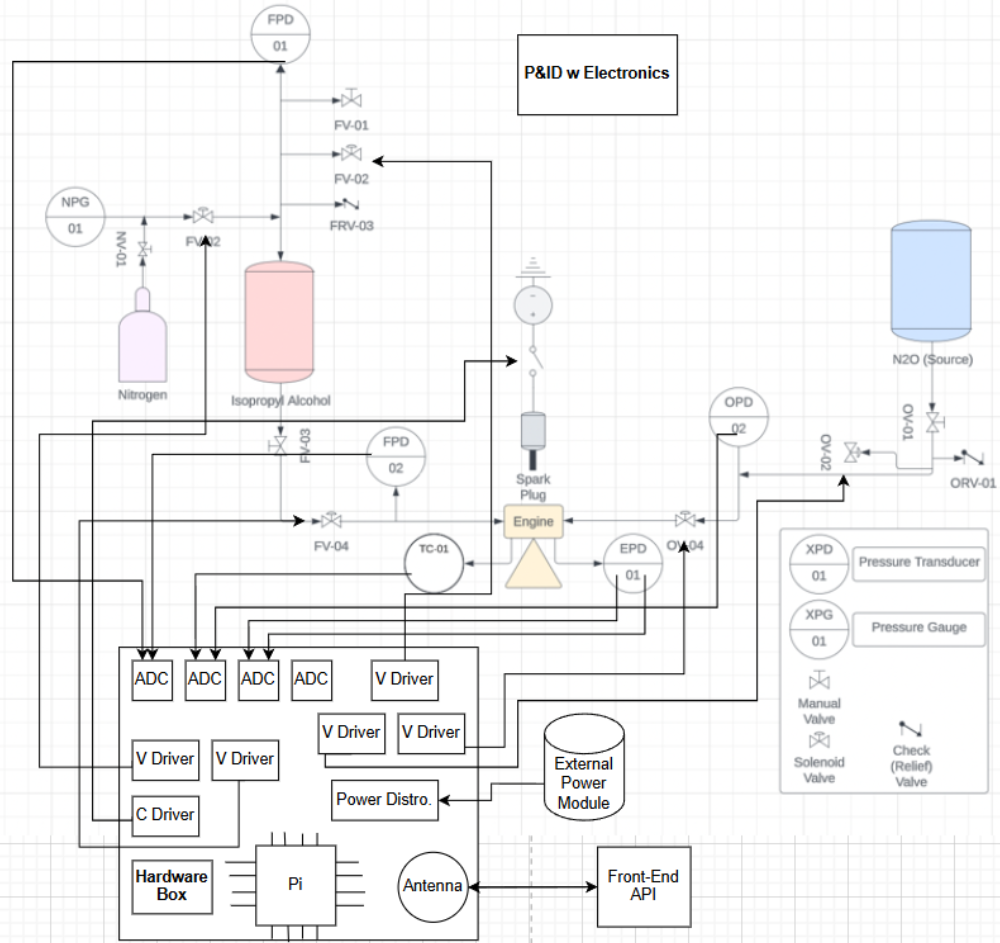 FPD
01
P&ID w Electronics
FV-01
FV-02
NPG
01
FV-02
FRV-03
NV-01
Nitrogen
Isopropyl Alcohol
N2O (Source)
-
+
OPD
02
OV-01
OV-02
FV-03
FPD
02
ORV-01
Spark
Plug
Engine
FV-04
OV-04
TC-01
EPD
01
XPD
01
Pressure Transducer
XPG
01
Pressure Gauge
Manual
Valve
Solenoid
Valve
Check
(Relief)
Valve
ADC
ADC
ADC
ADC
V Driver
V Driver
V Driver
V Driver
V Driver
External
Power
Module
Power Distro.
C Driver
Hardware
Box
Pi
Antenna
Front-End
API